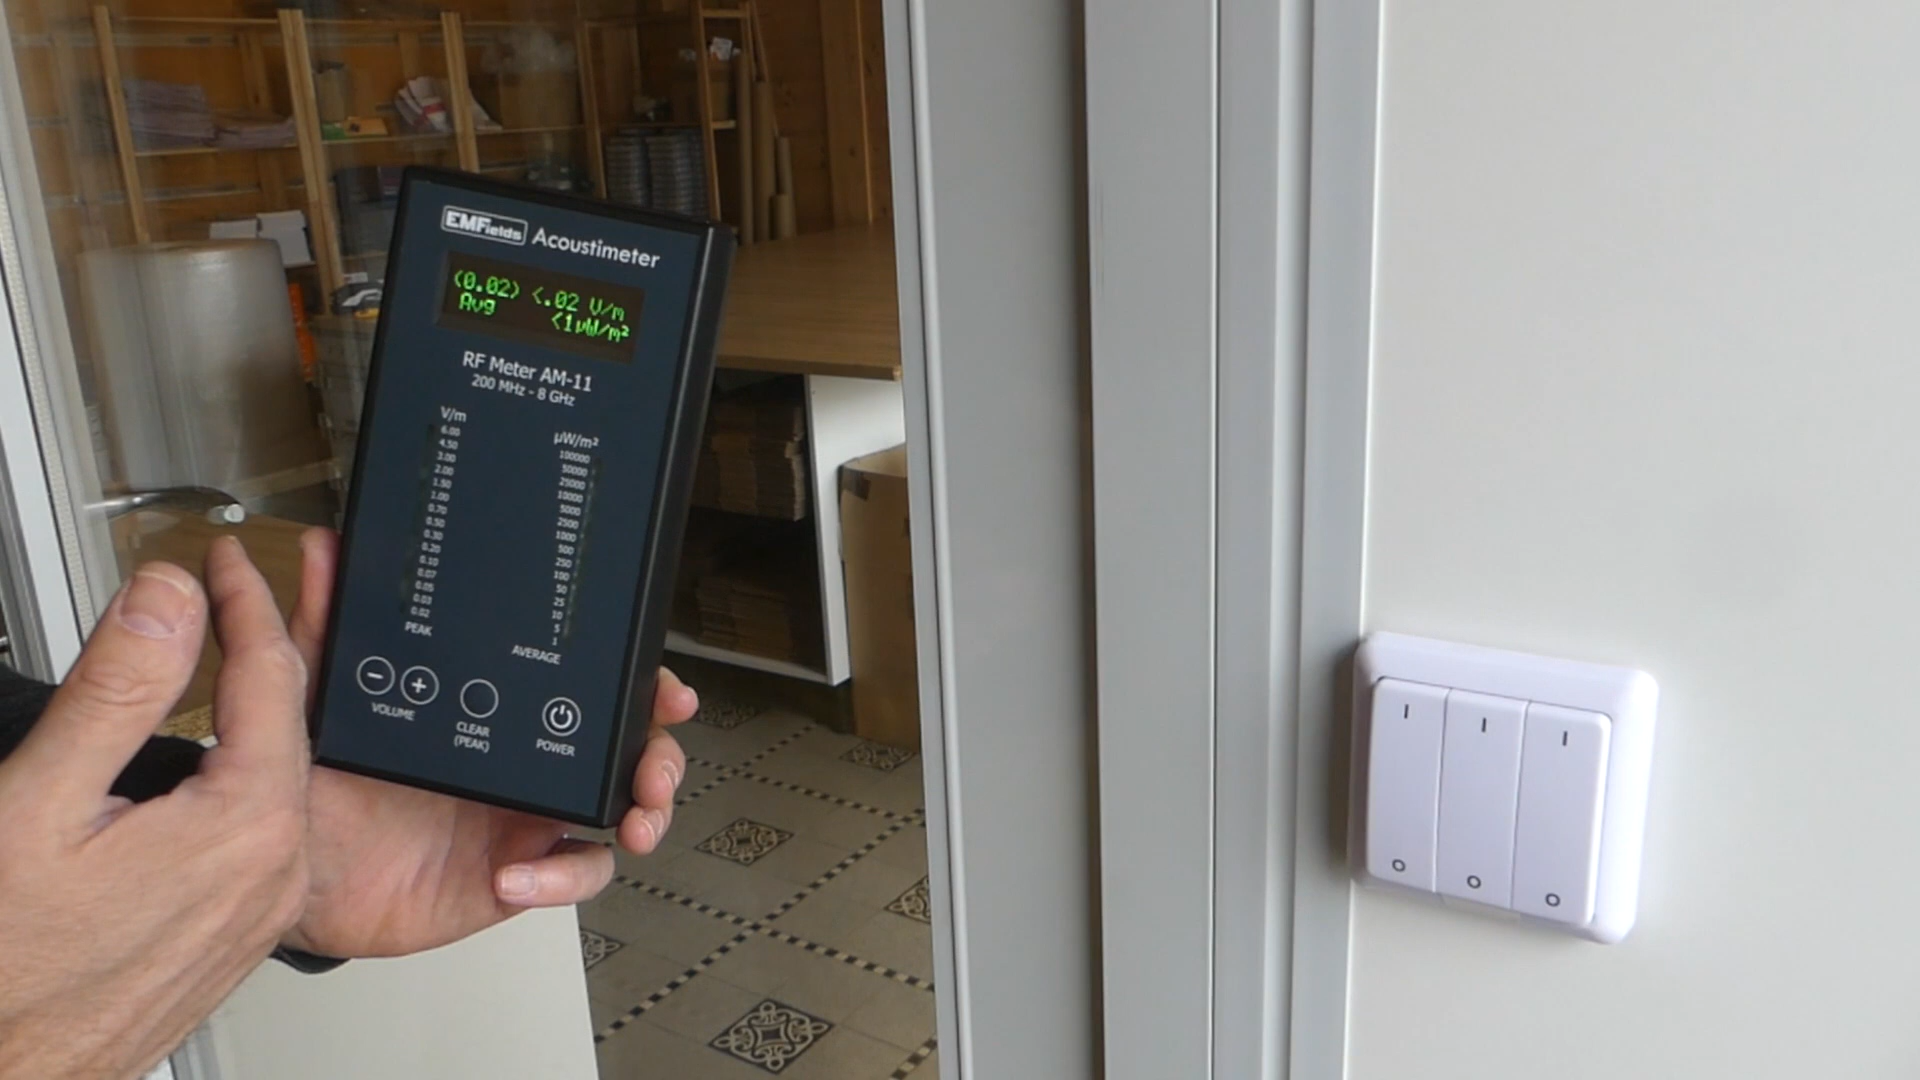 EMFields Acoustimeter
(0.02) <.02 V/m
Avg <1µW/m²
RF Meter AM-11
200 MHz - 8 GHz
V/m
6.00
4.50
3.00
2.00
1.50
1.00
0.70
0.50
0.30
0.20
0.10
0.07
0.05
0.03
0.02
PEAK
µW/m²
100000
50000
25000
10000
5000
2500
1000
500
250
100
50
25
10
5
1
AVERAGE
- +
VOLUME
CLEAR
(PEAK)
POWER
I I I
O O O